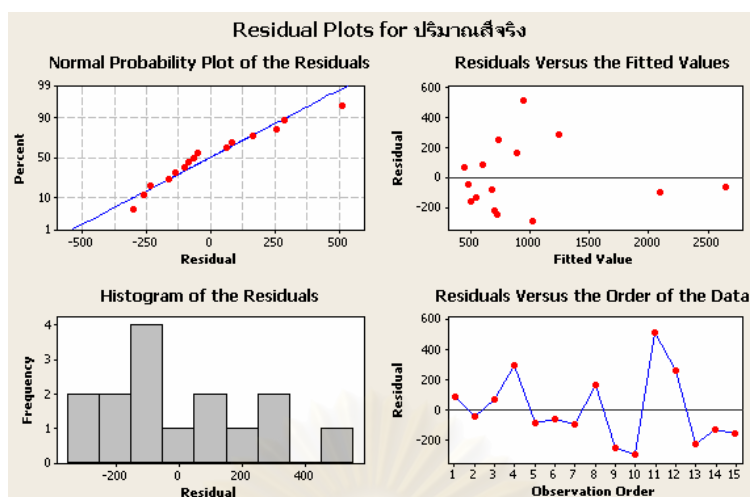 Residual Plots for ปริมาณสีจริง
Normal Probability Plot of the Residuals
99
90
50
10
1
Percent
-500 -250 0 250 500
Residual
Residuals Versus the Fitted Values
600
400
200
0
-200
Residual
500 1000 1500 2000 2500
Fitted Value
Histogram of the Residuals
4
3
2
1
0
Frequency
-200 0 200 400
Residual
Residuals Versus the Order of the Data
600
400
200
0
-200
Residual
1 2 3 4 5 6 7 8 9 10 11 12 13 14 15
Observation Order